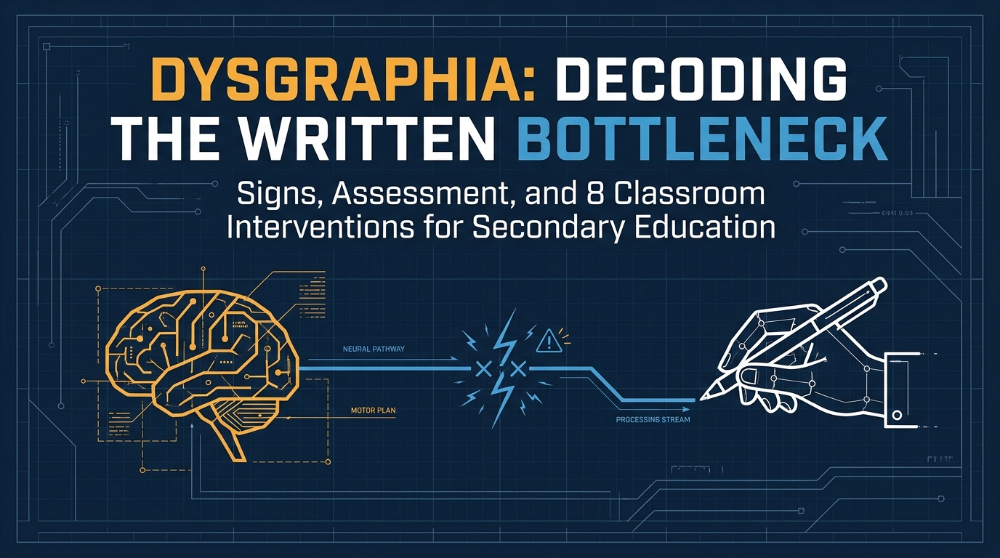 DYSGRAPHIA: DECODING
THE WRITTEN BOTTLENECK
Signs, Assessment, and 8 Classroom
Interventions for Secondary Education
NEURAL PATHWAY
MOTOR PLAN
PROCESSING STREAM